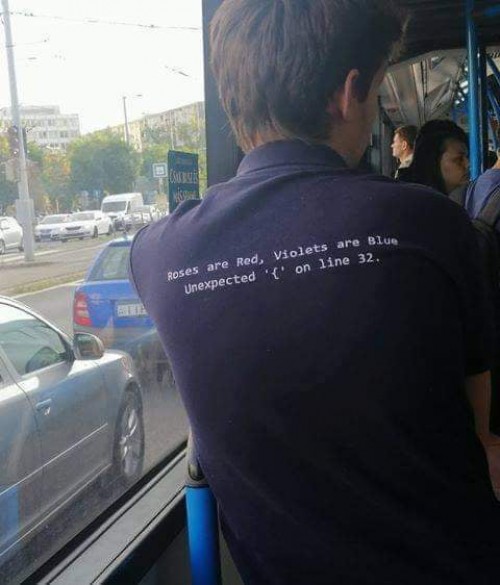 Roses are Red, Violets are Blue
Unexpected '{' on line 32.